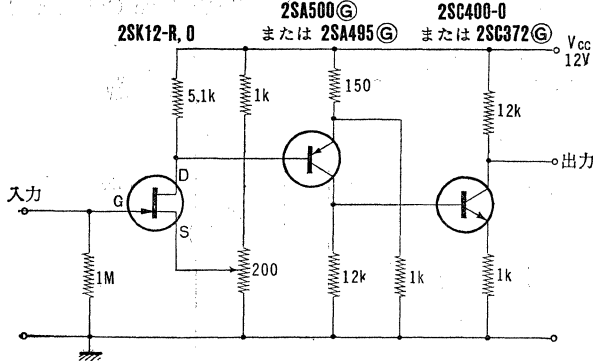 2SK12-R, O
2SA500Ⓖ
または 2SA495Ⓖ
2SC400-O
または 2SC372Ⓖ
Vcc
12V
5.1k
1k
150
12k
出力
入力
G
D
S
1M
200
12k
1k
1k